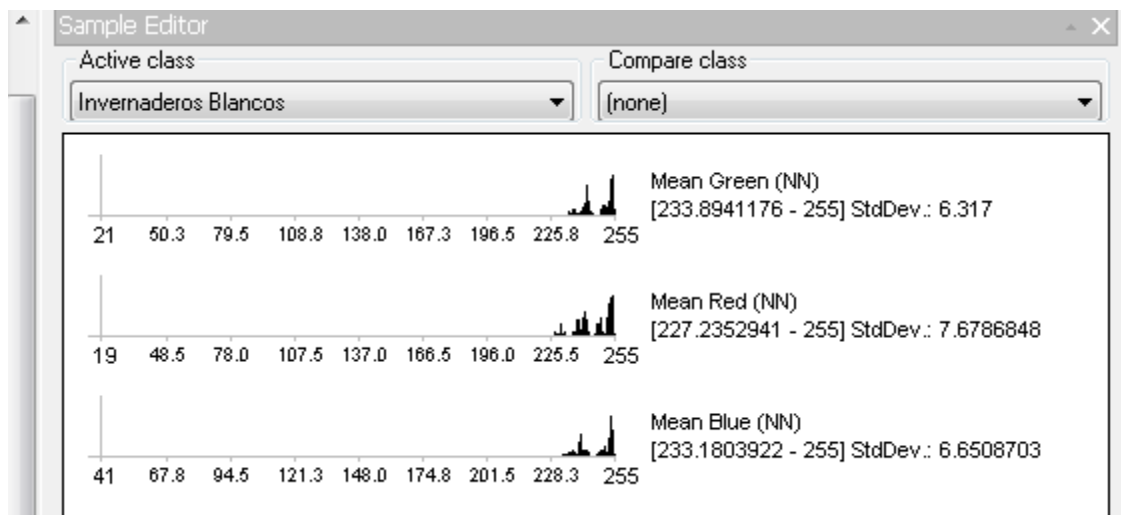 Sample Editor
Active class
Compare class
Invernaderos Blancos
(none)
Mean Green (NN)
[233.8941176 - 255] StdDev.: 6.317
21 50.3 79.5 108.8 138.0 167.3 196.5 225.8 255
Mean Red (NN)
[227.2352941 - 255] StdDev.: 7.6786848
19 48.5 78.0 107.5 137.0 166.5 196.0 225.5 255
Mean Blue (NN)
[233.1803922 - 255] StdDev.: 6.6508703
41 67.8 94.5 121.3 148.0 174.8 201.5 228.3 255